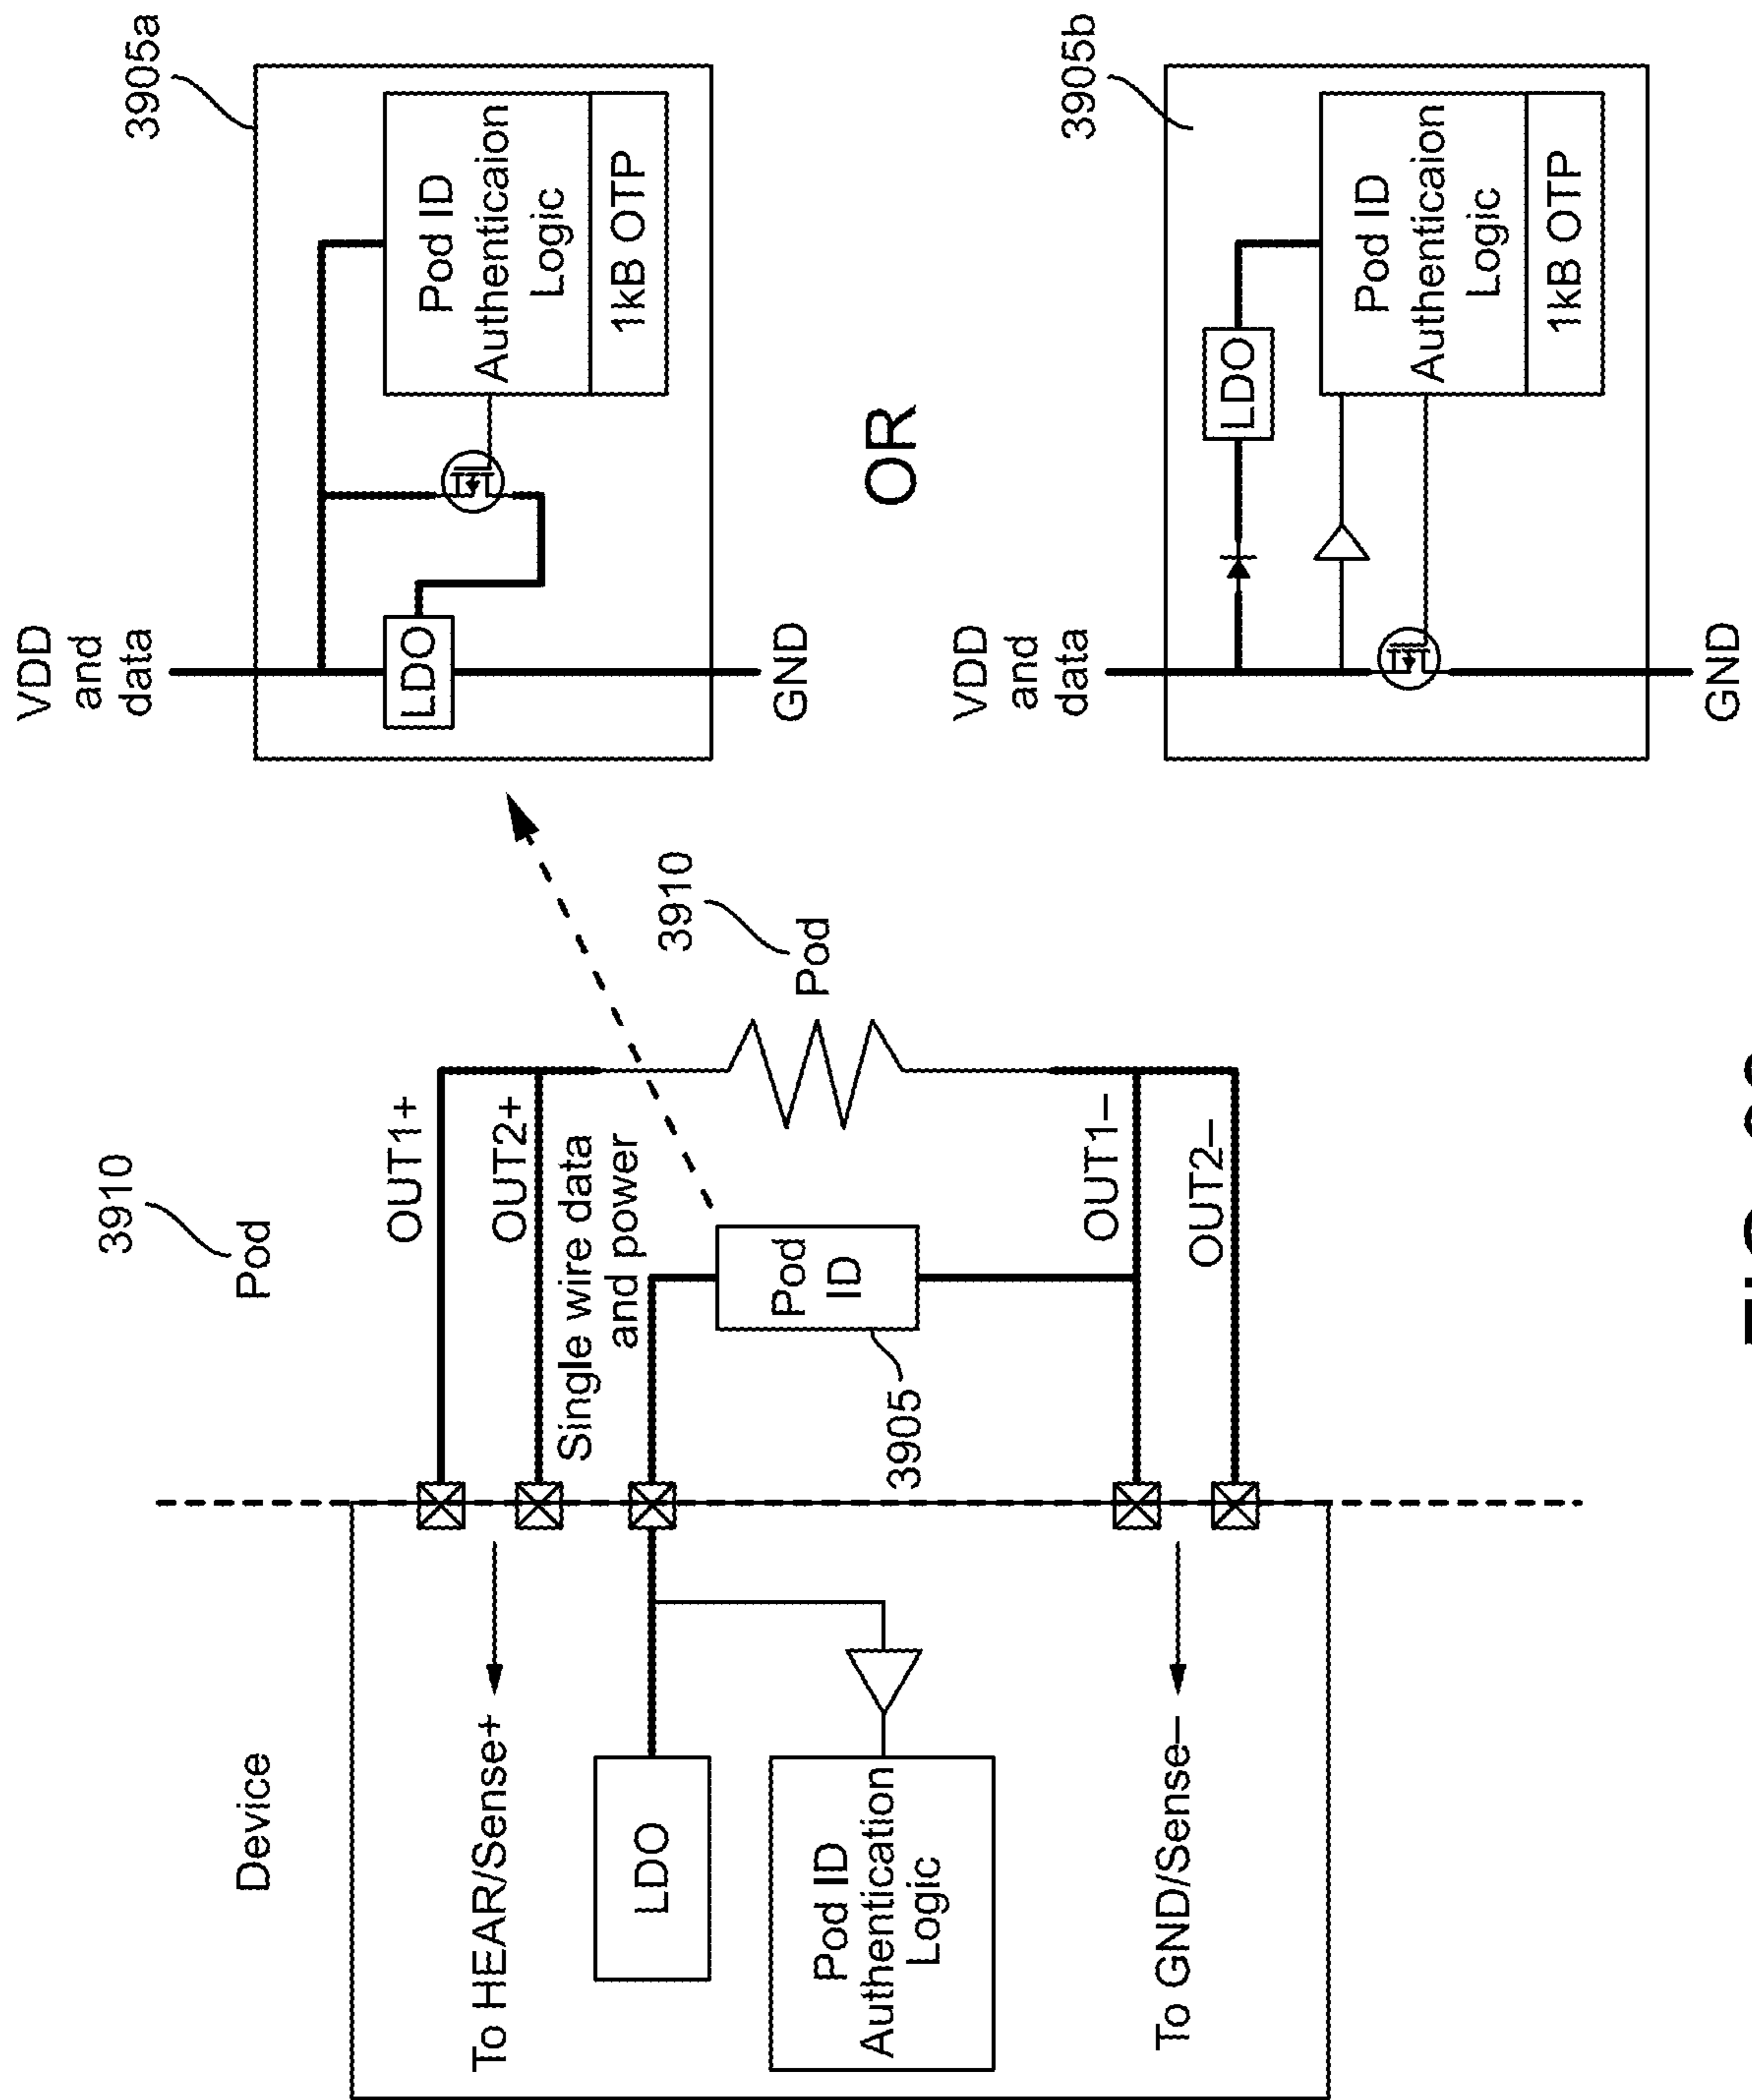 Device
To HEAR/Sense+
LDO
Pod ID
Authentication
Logic
To GND/Sense–
3910
Pod
OUT1+
OUT2+
Single wire data
and power
Pod
ID
3905
OUT1–
OUT2–
3910
Pod
VDD
and
data
3905a
LDO
Pod ID
Authenticaion
Logic
1kB OTP
GND
OR
VDD
and
data
3905b
LDO
Pod ID
Authenticaion
Logic
1kB OTP
GND